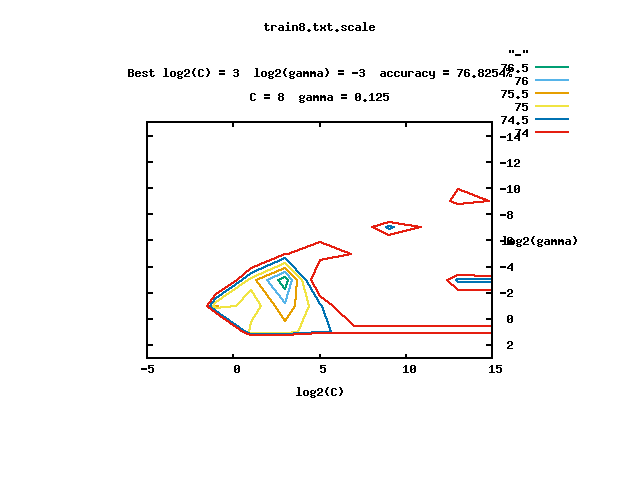 train8.txt.scale
"-"
Best log2(C) = 3 log2(gamma) = -3 accuracy = 76.8254%
76.5
76
C = 8 gamma = 0.125
75.5
75
74.5
74
-14
-12
-10
-8
-6
log2(gamma)
-4
-2
0
2
-5 0 5 10 15
log2(C)